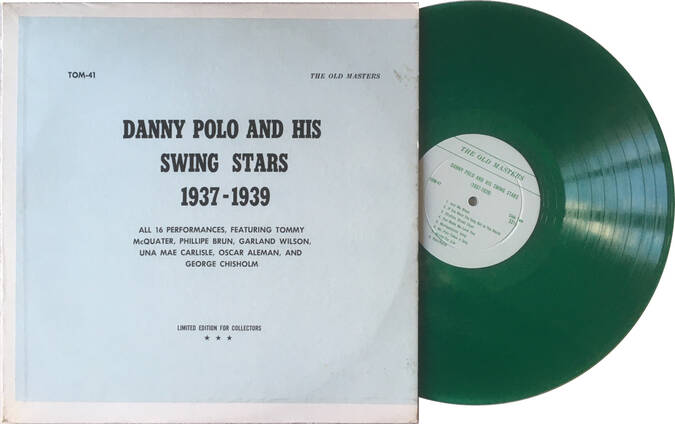 TOM-41
THE OLD MASTERS
DANNY POLO AND HIS
SWING STARS
1937-1939
ALL 16 PERFORMANCES, FEATURING TOMMY
McQUATER, PHILLIPE BRUN, GARLAND WILSON,
UNA MAE CARLISLE, OSCAR ALEMAN, AND
GEORGE CHISHOLM
LIMITED EDITION FOR COLLECTORS
★ ★ ★
THE OLD MASTERS
DANNY POLO AND HIS SWING STARS
(1937-1939)